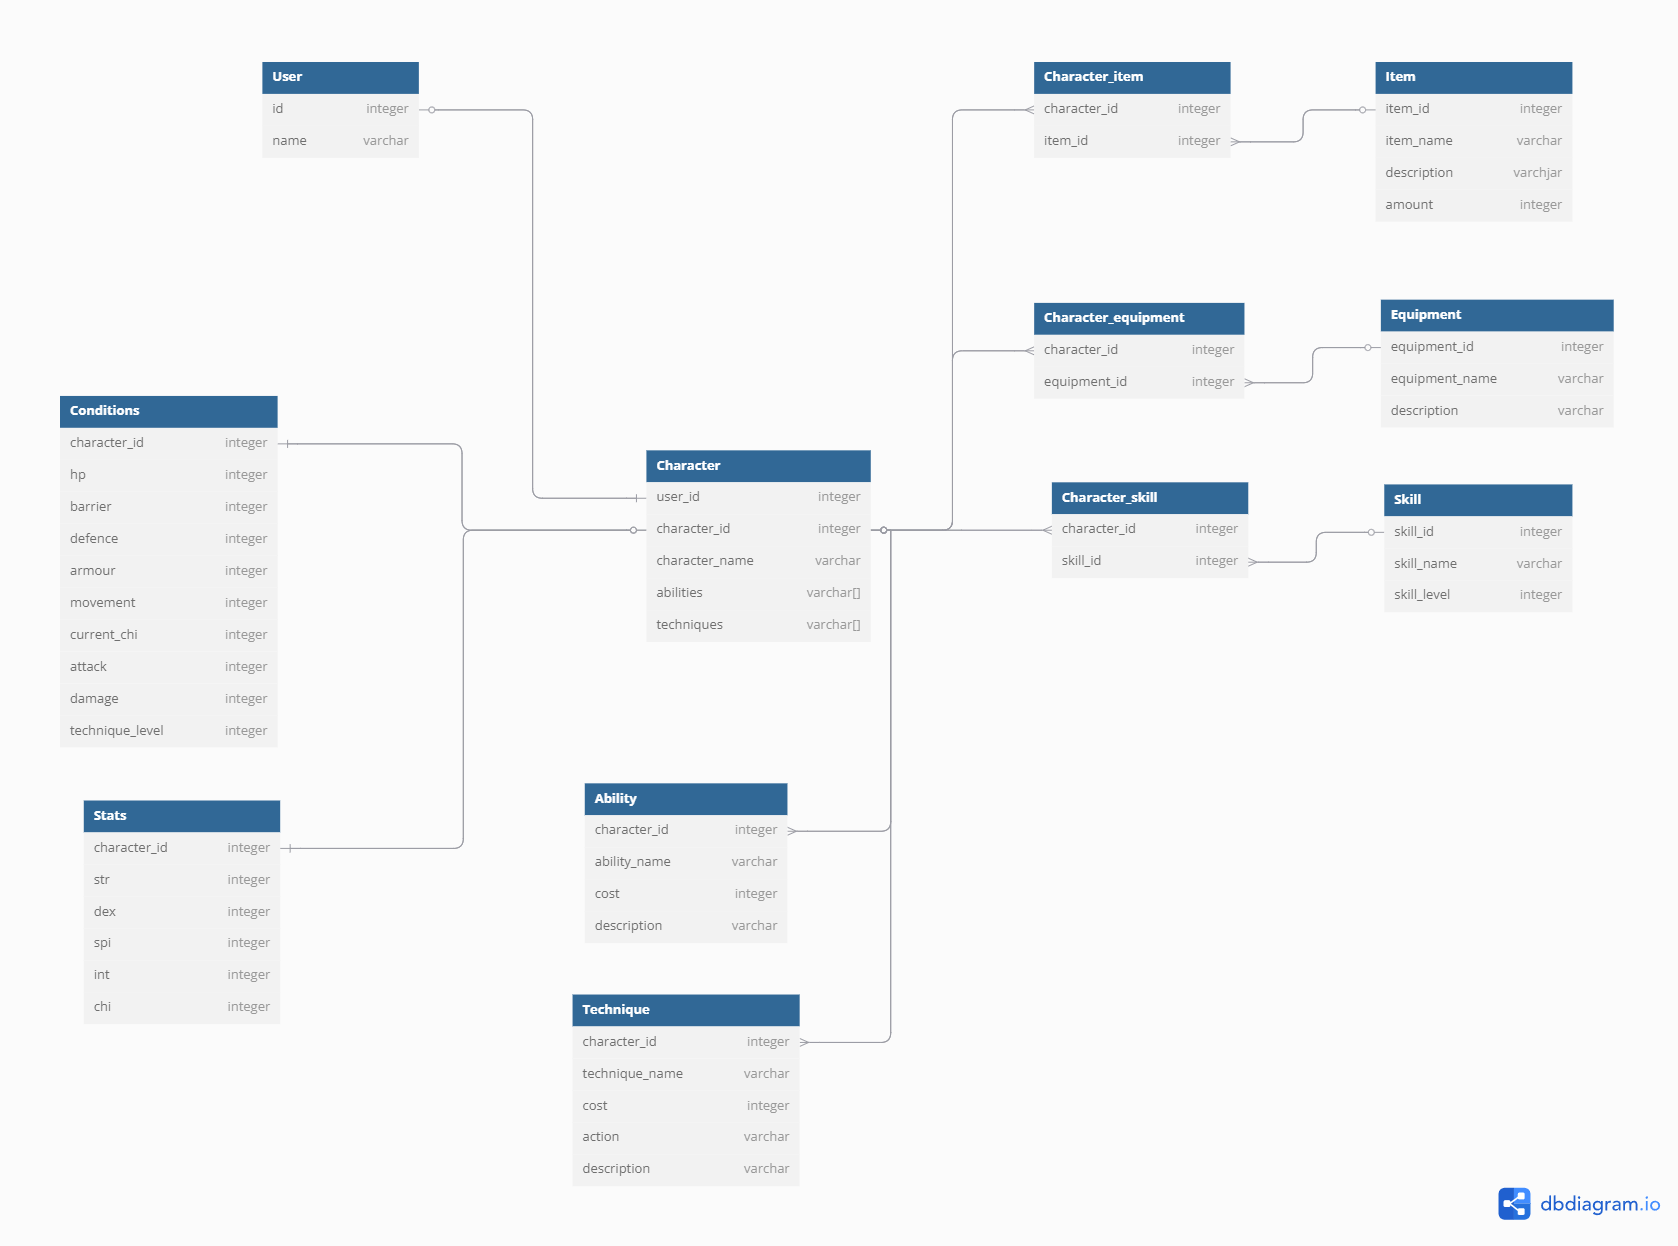 User
id integer
name varchar
Character_item
character_id integer
item_id integer
Item
item_id integer
item_name varchar
description varchjar
amount integer
Character_equipment
character_id integer
equipment_id integer
Equipment
equipment_id integer
equipment_name varchar
description varchar
Conditions
character_id integer
hp integer
barrier integer
defence integer
armour integer
movement integer
current_chi integer
attack integer
damage integer
technique_level integer
Character
user_id integer
character_id integer
character_name varchar
abilities varchar[]
techniques varchar[]
Character_skill
character_id integer
skill_id integer
Skill
skill_id integer
skill_name varchar
skill_level integer
Stats
character_id integer
str integer
dex integer
spi integer
int integer
chi integer
Ability
character_id integer
ability_name varchar
cost integer
description varchar
Technique
character_id integer
technique_name varchar
cost integer
action varchar
description varchar
dbdiagram.io